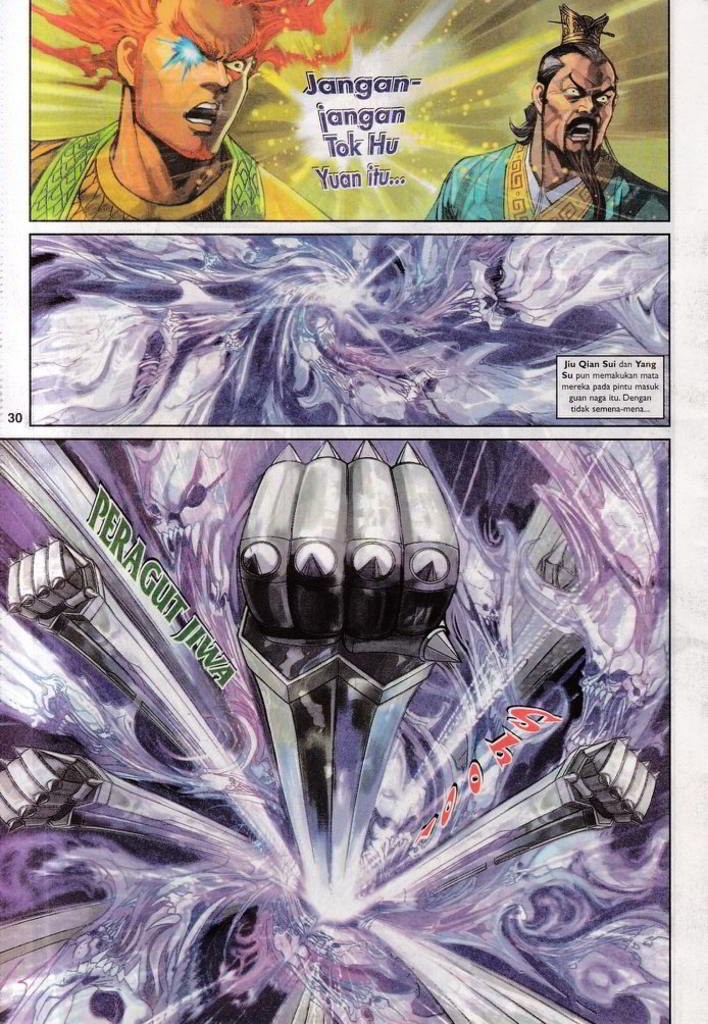 Jangan-
jangan
Tok Hu
Yuan itu...
Jiu Qian Sui dan Yang
Su pun memakukan mata
mereka pada pintu masuk
guan naga itu. Dengan
tidak semena-mena...
30
PERAGUT JIWA